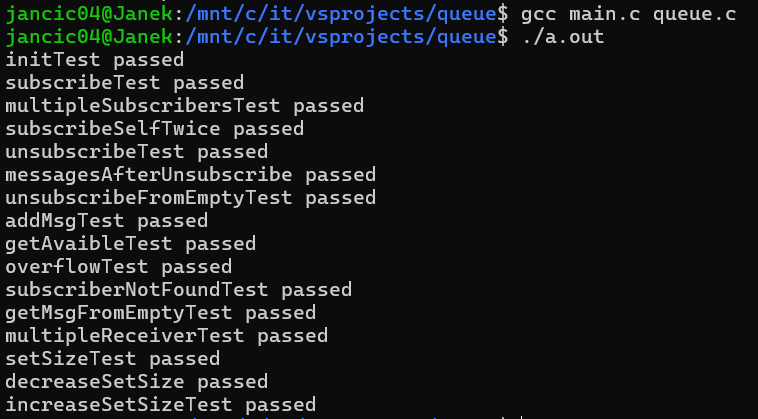 jancic04@Janek:/mnt/c/it/vsprojects/queue$ gcc main.c queue.c
jancic04@Janek:/mnt/c/it/vsprojects/queue$ ./a.out
initTest passed
subscribeTest passed
multipleSubscribersTest passed
subscribeSelfTwice passed
unsubscribeTest passed
messagesAfterUnsubscribe passed
unsubscribeFromEmptyTest passed
addMsgTest passed
getAvaibleTest passed
overflowTest passed
subscriberNotFoundTest passed
getMsgFromEmptyTest passed
multipleReceiverTest passed
setSizeTest passed
decreaseSetSize passed
increaseSetSizeTest passed